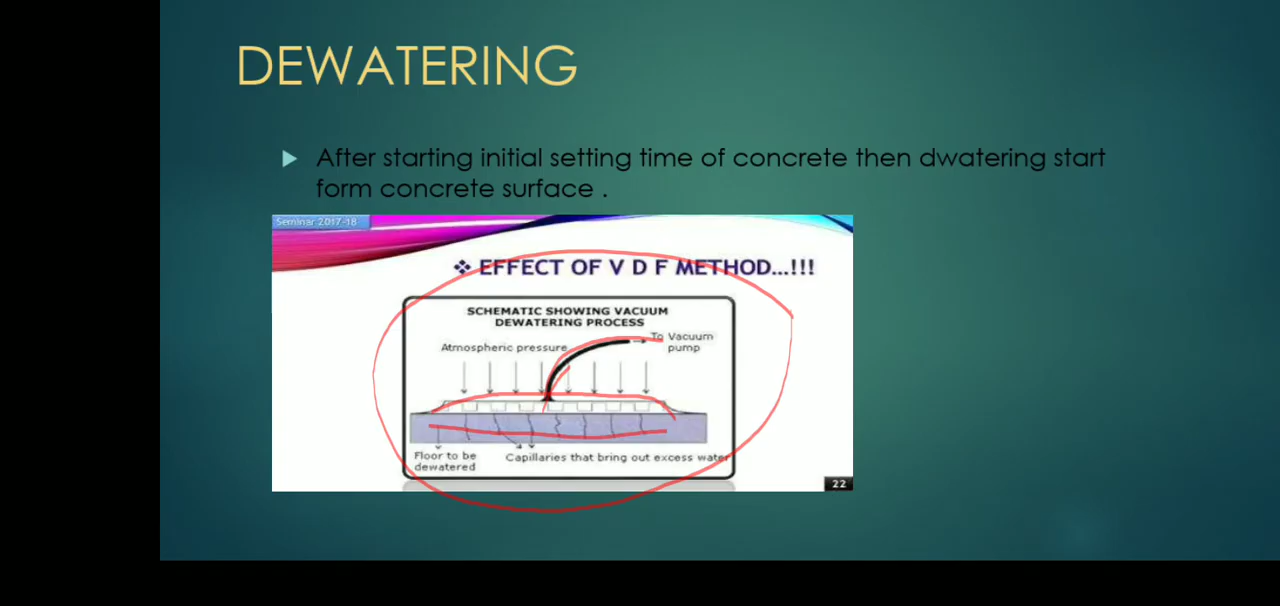 DEWATERING
After starting initial setting time of concrete then dwatering start
form concrete surface .
Seminar 2017-18
❖ EFFECT OF V D F METHOD...!!!
SCHEMATIC SHOWING VACUUM
DEWATERING PROCESS
Atmospheric pressure
To Vacuum
pump
Floor to be
dewatered
Capillaries that bring out excess water
22